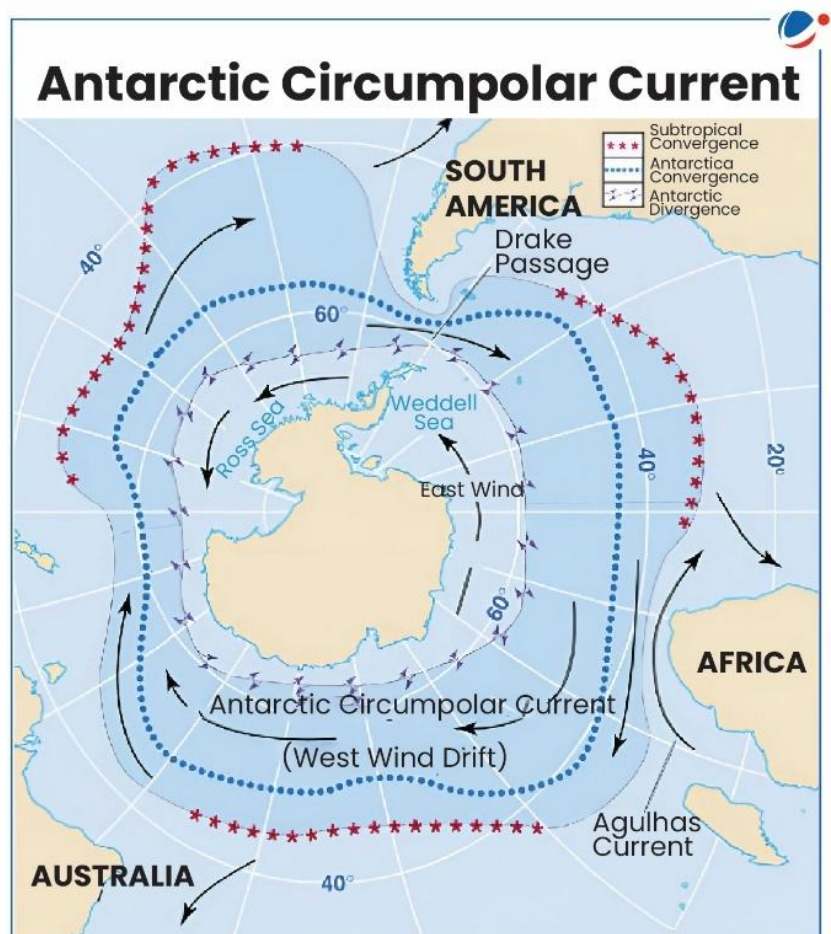 Antarctic Circumpolar Current
Subtropical
Convergence
Antarctica
Convergence
Antarctic
Divergence
SOUTH
AMERICA
Drake
Passage
40°
60°
Weddell
Sea
Ross Sea
East Wind
40°
20°
60°
AFRICA
Antarctic Circumpolar Current
(West Wind Drift)
Agulhas
Current
AUSTRALIA
40°